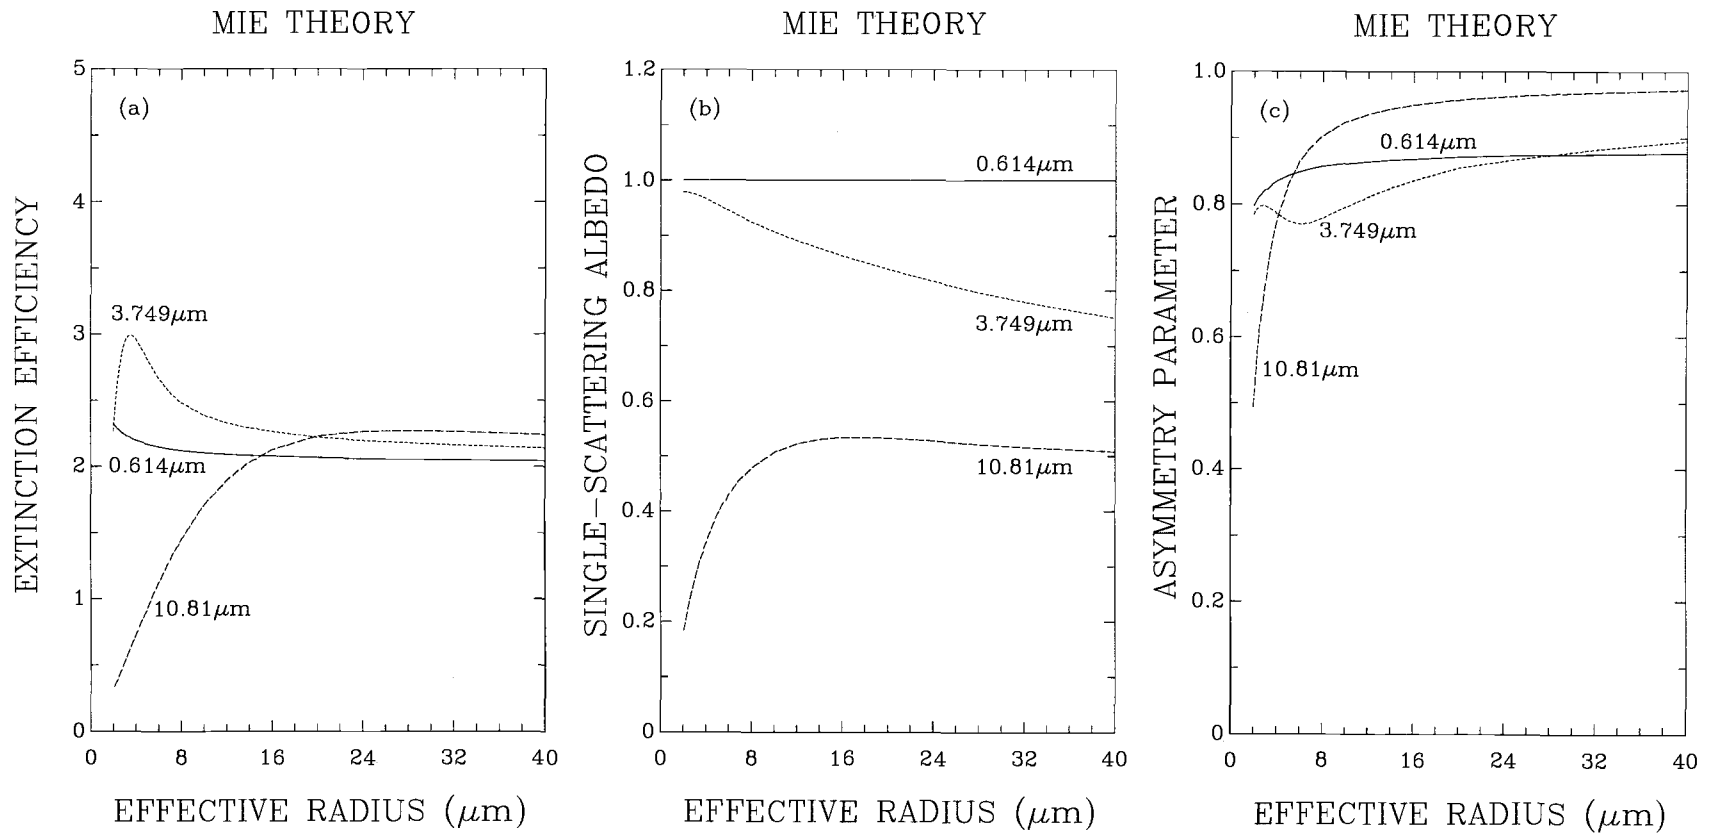 MIE THEORY
(a)
EXTINCTION EFFICIENCY
5
4
3
2
1
0
3.749μm
0.614μm
10.81μm
0 8 16 24 32 40
EFFECTIVE RADIUS (μm)
MIE THEORY
(b)
SINGLE-SCATTERING ALBEDO
1.2
1.0
0.8
0.6
0.4
0.2
0
0.614μm
3.749μm
10.81μm
0 8 16 24 32 40
EFFECTIVE RADIUS (μm)
MIE THEORY
(c)
ASYMMETRY PARAMETER
1.0
0.8
0.6
0.4
0.2
0
0.614μm
3.749μm
10.81μm
0 8 16 24 32 40
EFFECTIVE RADIUS (μm)